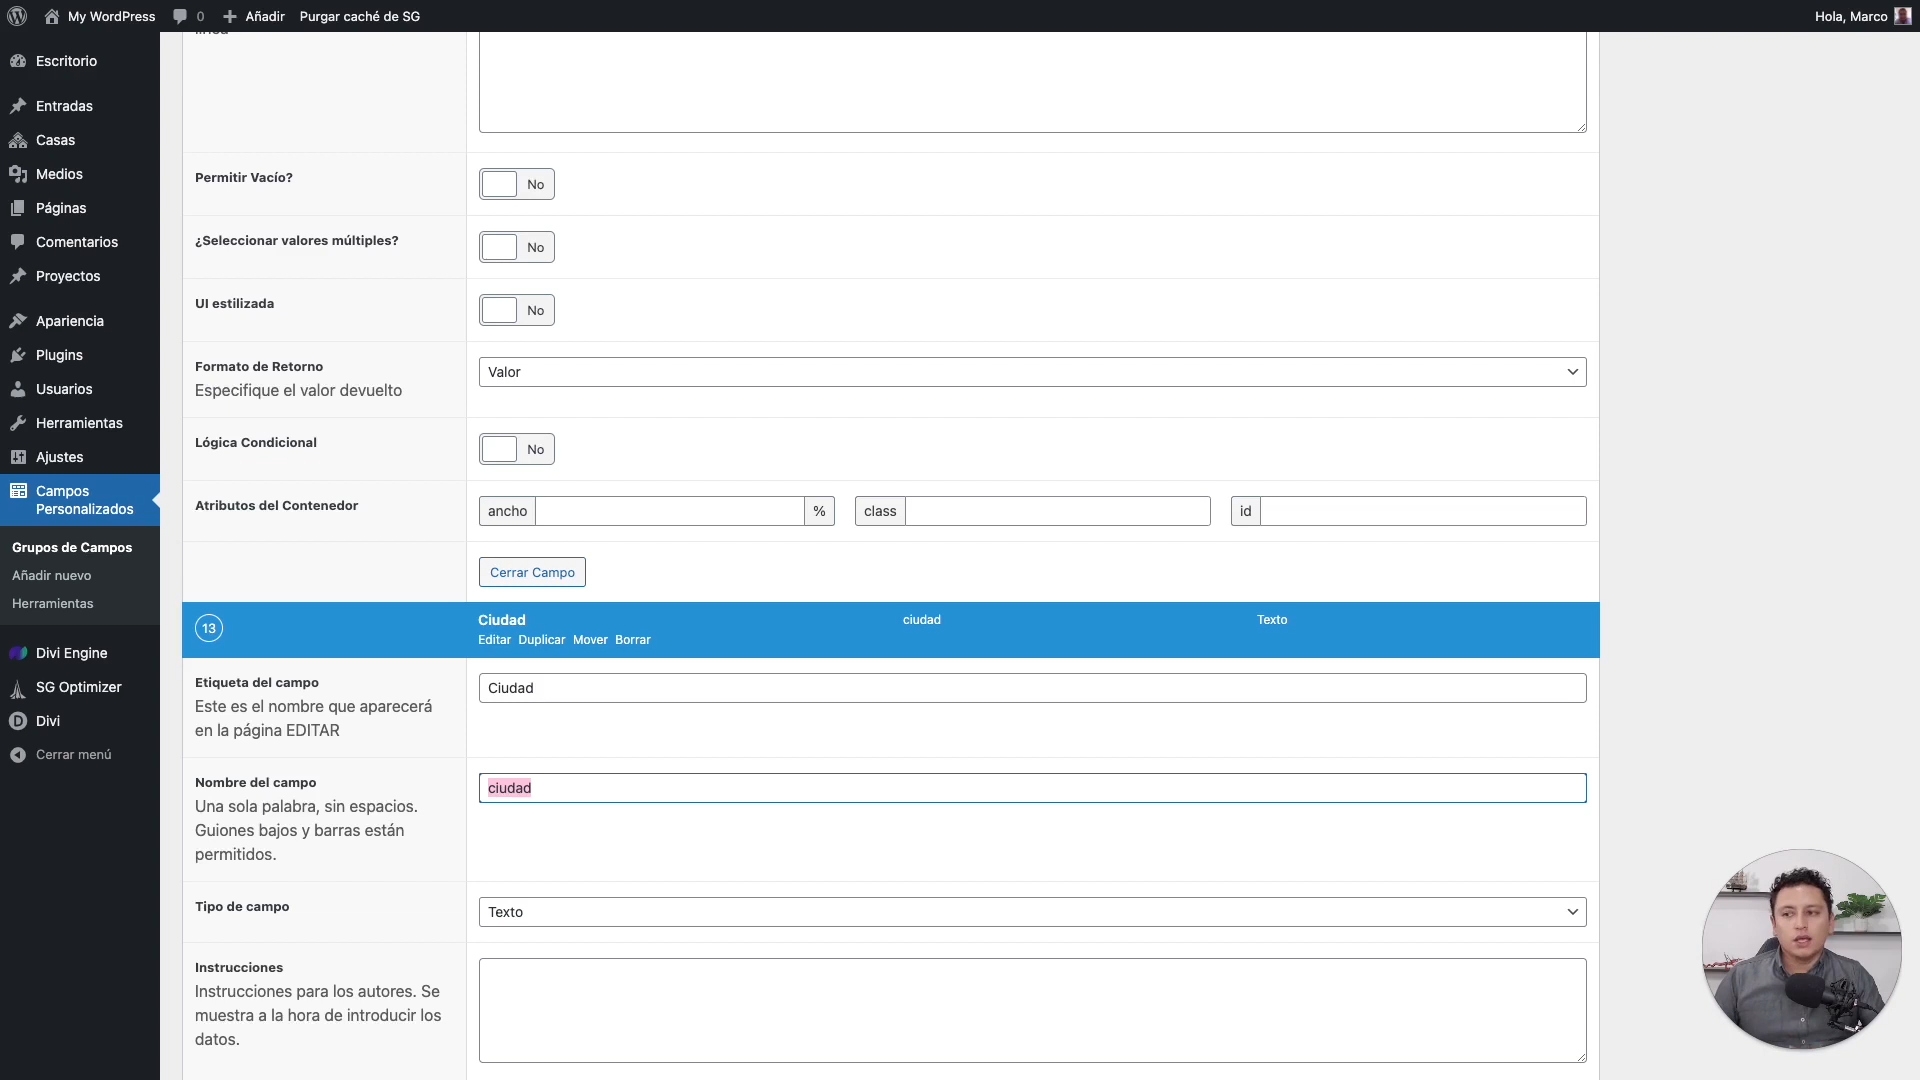 My WordPress
0
Añadir
Purgar caché de SG
Hola, Marco
Escritorio
Entradas
Casas
Medios
Páginas
Comentarios
Proyectos
Apariencia
Plugins
Usuarios
Herramientas
Ajustes
Campos
Personalizados
Grupos de Campos
Añadir nuevo
Herramientas
Divi Engine
SG Optimizer
D Divi
Cerrar menú
línea
Permitir Vacío?
No
¿Seleccionar valores múltiples?
No
UI estilizada
No
Formato de Retorno
Especifique el valor devuelto
Valor
Lógica Condicional
No
Atributos del Contenedor
ancho % class id
Cerrar Campo
13 Ciudad ciudad Texto
Editar Duplicar Mover Borrar
Etiqueta del campo
Este es el nombre que aparecerá
en la página EDITAR
Ciudad
Nombre del campo
Una sola palabra, sin espacios.
Guiones bajos y barras están
permitidos.
ciudad
Tipo de campo
Texto
Instrucciones
Instrucciones para los autores. Se
muestra a la hora de introducir los
datos.